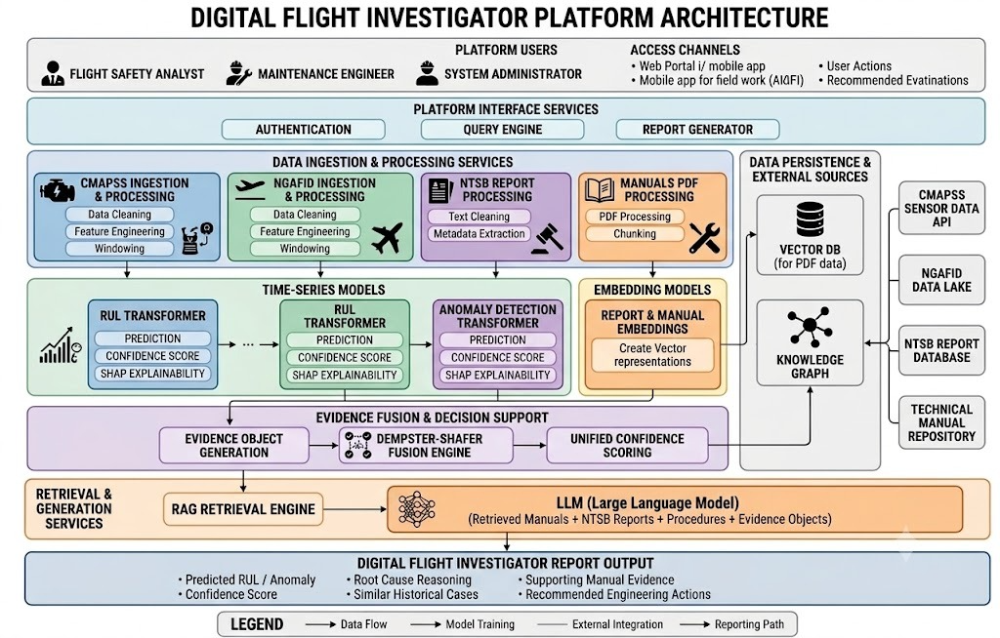 DIGITAL FLIGHT INVESTIGATOR PLATFORM ARCHITECTURE
PLATFORM USERS
FLIGHT SAFETY ANALYST
MAINTENANCE ENGINEER
SYSTEM ADMINISTRATOR
ACCESS CHANNELS
• Web Portal i/ mobile app
• Mobile app for field work
• User Actions
• Recommended Evatinations
PLATFORM INTERFACE SERVICES
AUTHENTICATION
QUERY ENGINE
REPORT GENERATOR
DATA INGESTION & PROCESSING SERVICES
CMAPSS INGESTION
& PROCESSING
Data Cleaning
Feature Engineering
Windowing
NGAFID INGESTION
& PROCESSING
Data Cleaning
Feature Engineering
Windowing
NTSB REPORT
PROCESSING
Text Cleaning
Metadata Extraction
MANUALS PDF
PROCESSING
PDF Processing
Chunking
DATA PERSISTENCE &
EXTERNAL SOURCES
VECTOR DB
(for PDF data)
KNOWLEDGE
GRAPH
CMAPSS
SENSOR DATA
API
NGAFID
DATA LAKE
NTSB REPORT
DATABASE
TECHNICAL
MANUAL
REPOSITORY
TIME-SERIES MODELS
RUL TRANSFORMER
PREDICTION
CONFIDENCE SCORE
SHAP EXPLAINABILITY
...
RUL
TRANSFORMER
PREDICTION
CONFIDENCE SCORE
SHAP EXPLAINABILITY
ANOMALY DETECTION
TRANSFORMER
PREDICTION
CONFIDENCE SCORE
SHAP EXPLAINABILITY
EMBEDDING MODELS
REPORT & MANUAL
EMBEDDINGS
Create Vector
representations
EVIDENCE FUSION & DECISION SUPPORT
EVIDENCE OBJECT
GENERATION
DEMPSTER-SHAFER
FUSION ENGINE
UNIFIED CONFIDENCE
SCORING
RETRIEVAL &
GENERATION
SERVICES
RAG RETRIEVAL ENGINE
LLM (Large Language Model)
(Retrieved Manuals + NTSB Reports + Procedures + Evidence Objects)
DIGITAL FLIGHT INVESTIGATOR REPORT OUTPUT
• Predicted RUL / Anomaly
• Confidence Score
• Root Cause Reasoning
• Similar Historical Cases
• Supporting Manual Evidence
• Recommended Engineering Actions
LEGEND
Data Flow
Model Training
External Integration
Reporting Path